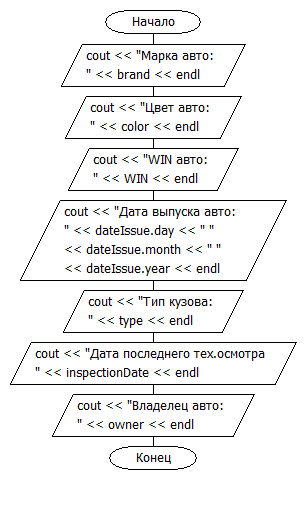 Начало
cout << "Марка авто:
" << brand << endl
cout << "Цвет авто:
" << color << endl
cout << "WIN авто:
" << WIN << endl
cout << "Дата выпуска авто:
" << dateIssue.day << " "
<< dateIssue.month << " "
<< dateIssue.year << endl
cout << "Тип кузова:
" << type << endl
cout << "Дата последнего тех.осмотра
" << inspectionDate << endl
cout << "Владелец авто:
" << owner << endl
Конец